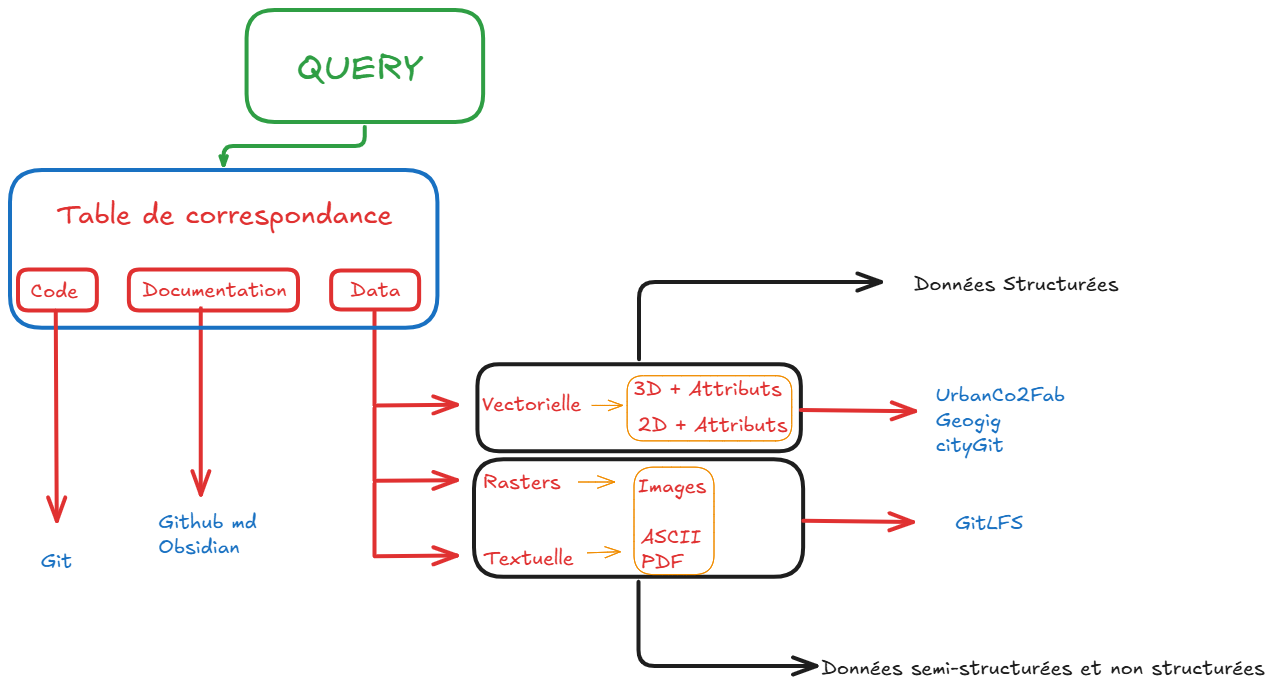 QUERY
Table de correspondance
Code
Documentation
Data
Données Structurées
Vectorielle
3D + Attributs
2D + Attributs
UrbanCo2Fab
Geogig
cityGit
Rasters
Images
Textuelle
ASCII
PDF
GitLFS
Github md
Obsidian
Git
Données semi-structurées et non structurées